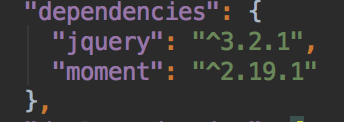 "dependencies": {
"jquery": "^3.2.1",
"moment": "^2.19.1"
},